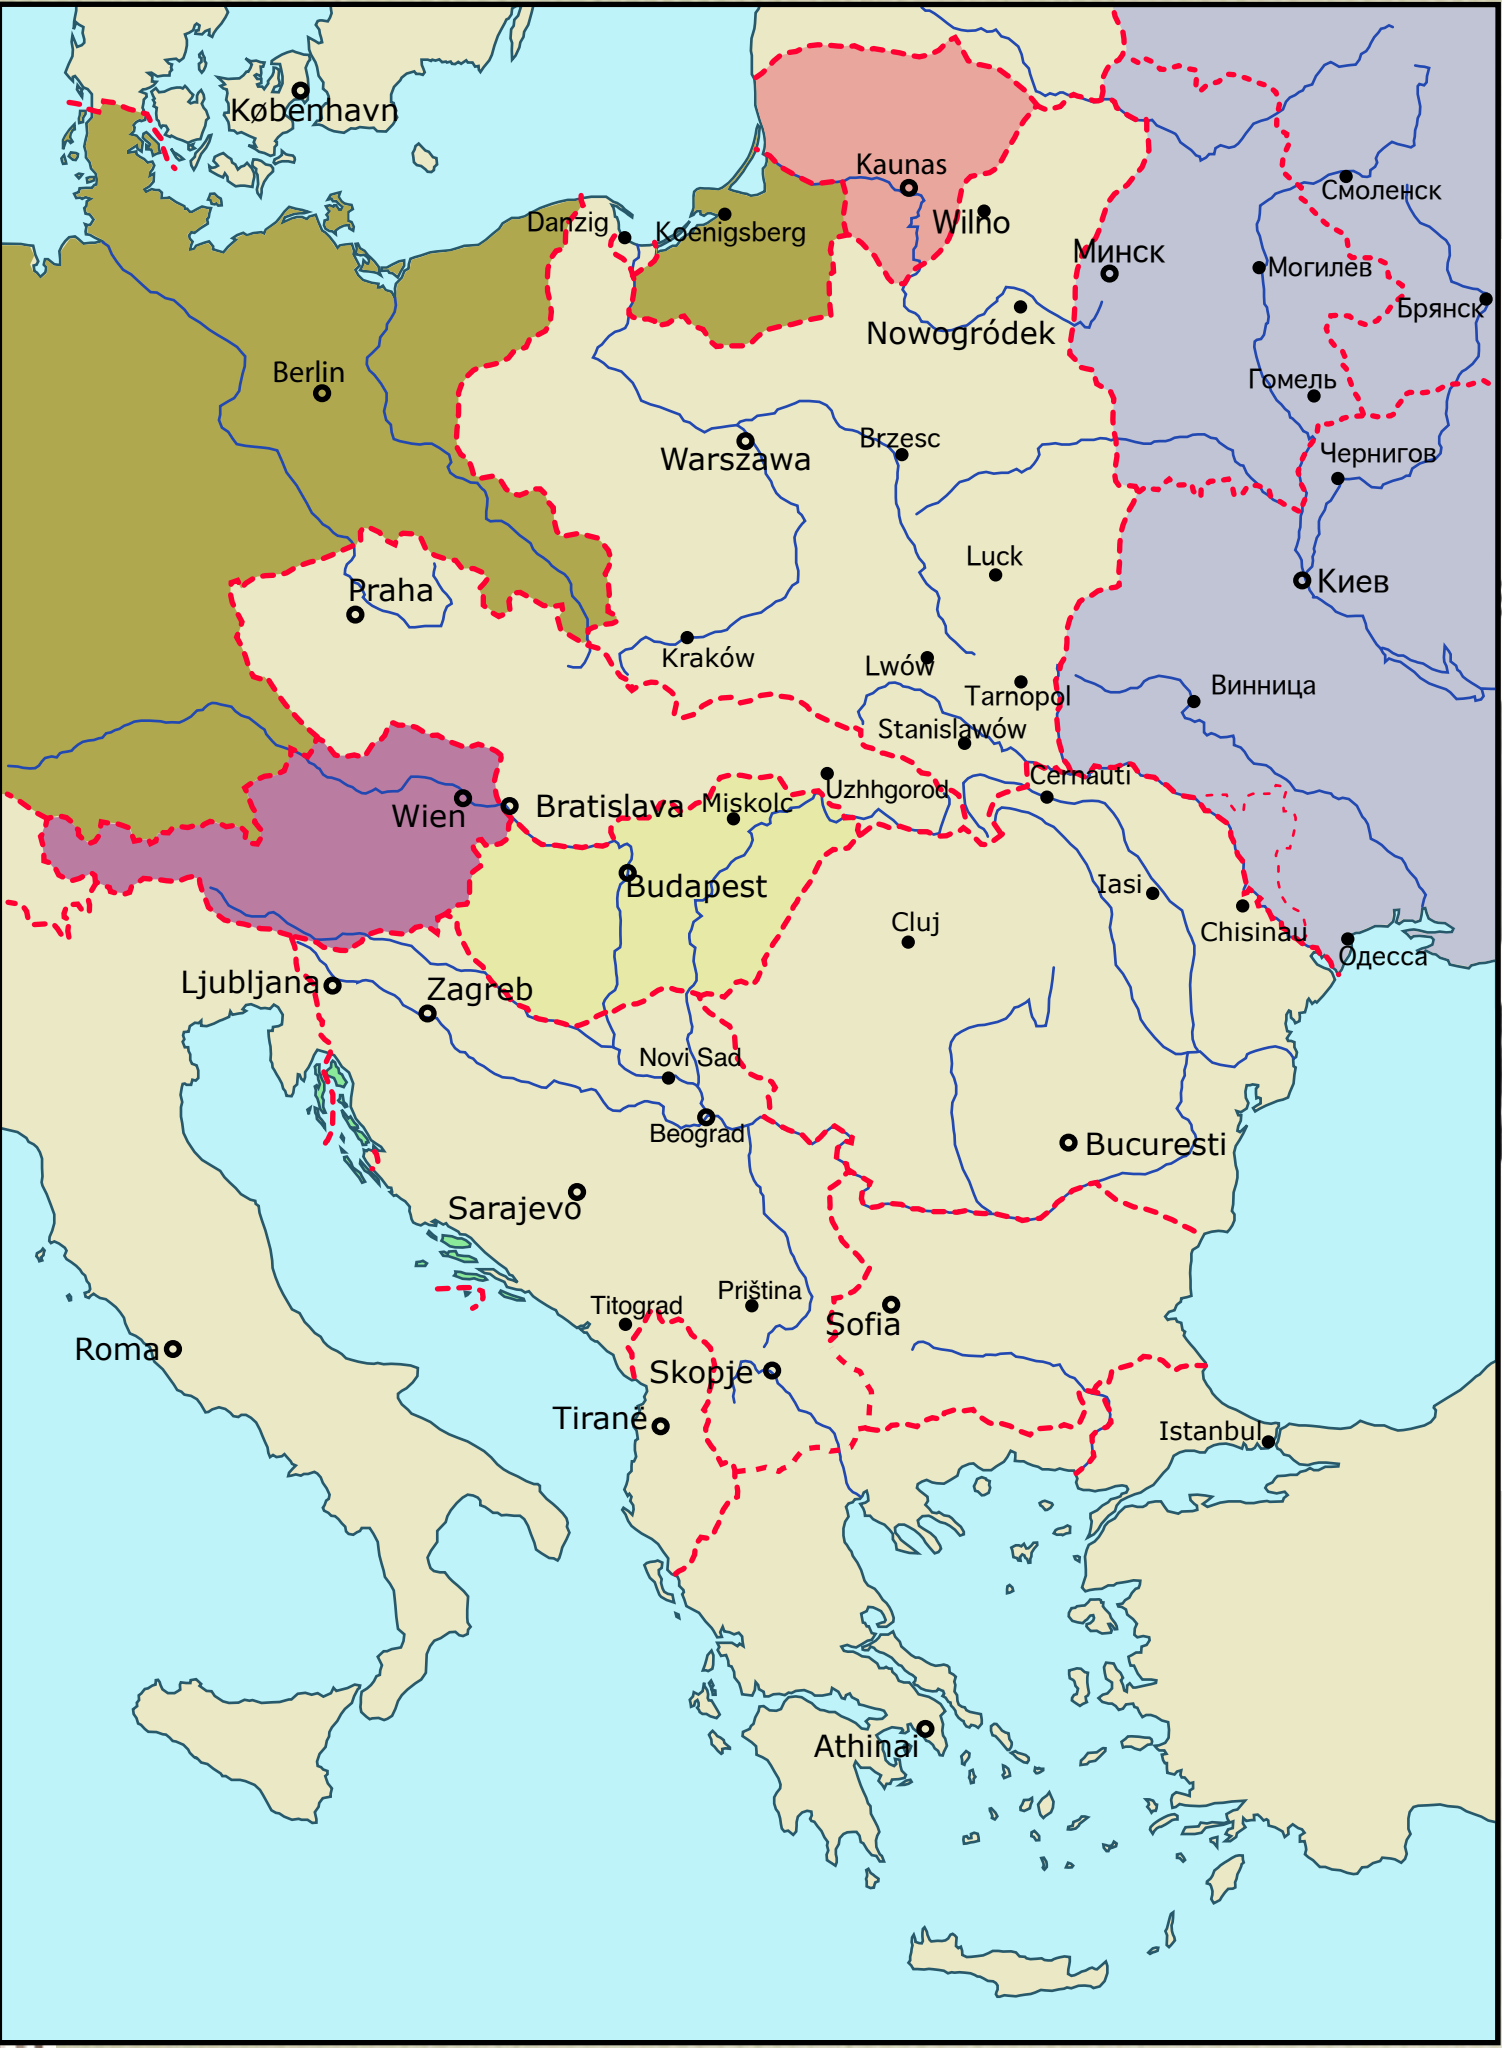 København
Kaunas
Смоленск
Danzig
Koenigsberg
Wilno
Минск
Могилев
Брянск
Nowogródek
Berlin
Гомель
Warszawa
Brzesc
Чернигов
Luck
Киев
Praha
Kraków
Lwów
Tarnopol
Винница
Stanislawów
Cernauti
Uzhhgorod
Wien
Bratislava
Miskolc
Budapest
Iasi
Cluj
Chisinau
Одесса
Ljubljana
Zagreb
Novi Sad
Beograd
Bucuresti
Sarajevo
Priština
Titograd
Sofia
Roma
Skopje
Tiranë
Istanbul
Athinai